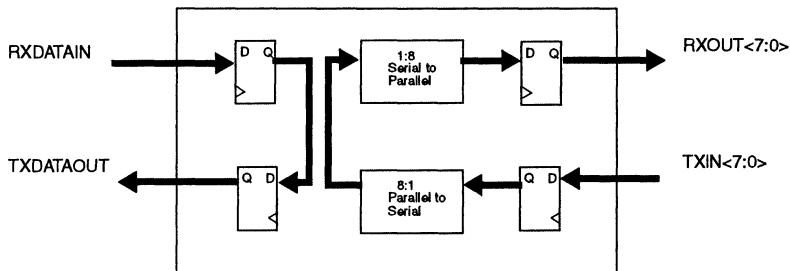 RXDATAIN
D Q
1:8
Serial to
Parallel
D Q
RXOUT<7:0>
TXDATAOUT
Q D
8:1
Parallel to
Serial
Q D
TXIN<7:0>